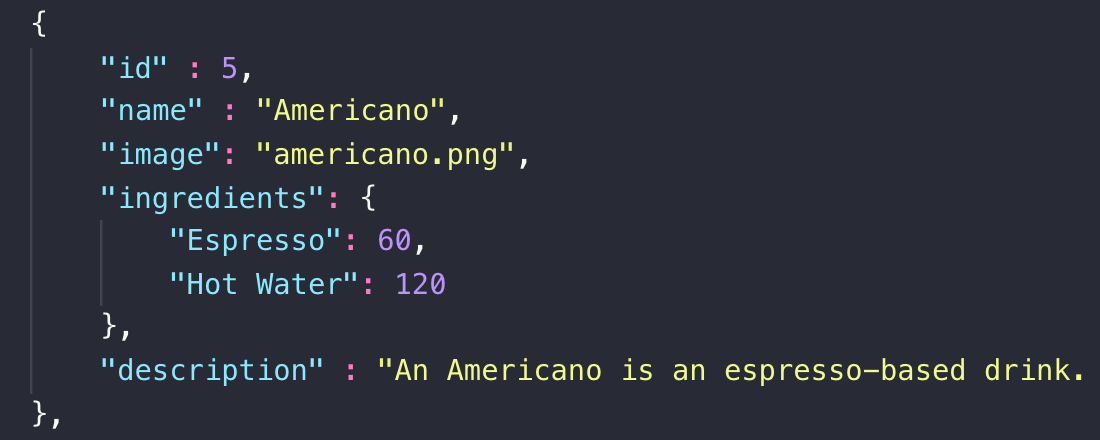 {
    "id" : 5,
    "name" : "Americano",
    "image": "americano.png",
    "ingredients": {
        "Espresso": 60,
        "Hot Water": 120
    },
    "description" : "An Americano is an espresso-based drink.
},